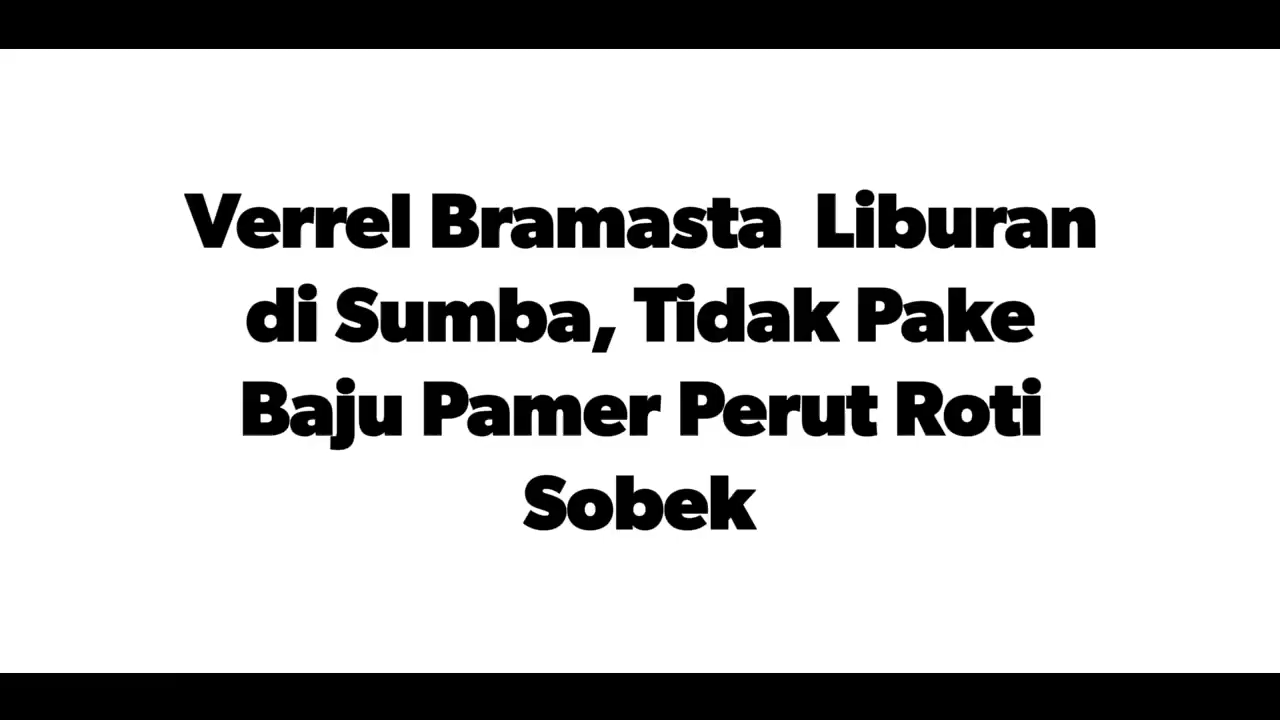 Verrel Bramasta  Liburan
di Sumba, Tidak Pake
Baju Pamer Perut Roti
Sobek